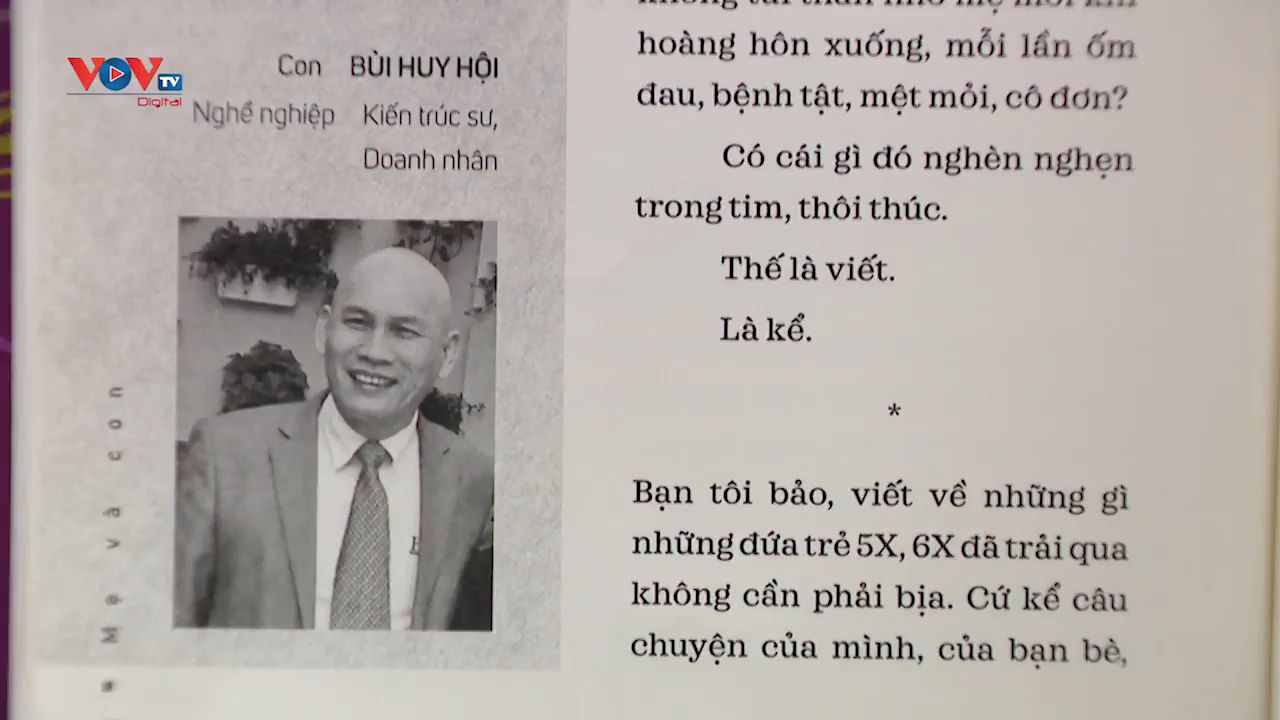 VOVTV
Digital
Con BÙI HUY HỘI
Nghề nghiệp Kiến trúc sư,
Doanh nhân
Mẹ và con
hoàng hôn xuống, mỗi lần ốm
đau, bệnh tật, mệt mỏi, cô đơn?
Có cái gì đó nghèn nghẹn
trong tim, thôi thúc.
Thế là viết.
Là kể.
*
Bạn tôi bảo, viết về những gì
những đứa trẻ 5X, 6X đã trải qua
không cần phải bịa. Cứ kể câu
chuyện của mình, của bạn bè,